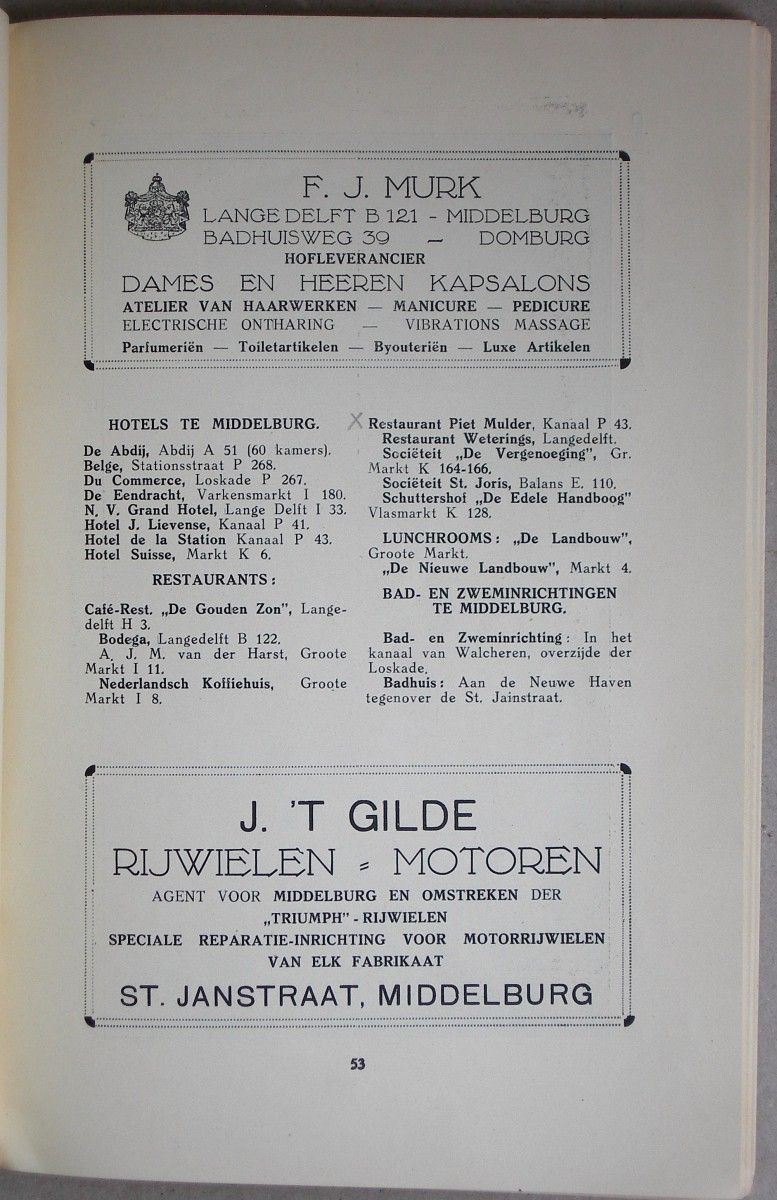 F. J. MURK
LANGE DELFT B 121 - MIDDELBURG
BADHUISWEG 39 — DOMBURG
HOFLEVERANCIER
DAMES EN HEEREN KAPSALONS
ATELIER VAN HAARWERKEN — MANICURE — PEDICURE
ELECTRISCHE ONTHARING — VIBRATIONS MASSAGE
Parfumeriën — Toiletartikelen — Byouteriën — Luxe Artikelen
HOTELS TE MIDDELBURG.
De Abdij, Abdij A 51 (60 kamers).
Belge, Stationsstraat P 268.
Du Commerce, Loskade P 267.
De Eendracht, Varkensmarkt I 180.
N. V. Grand Hotel, Lange Delft I 33.
Hotel J. Lievense, Kanaal P 41.
Hotel de la Station Kanaal P 43.
Hotel Suisse, Markt K 6.
RESTAURANTS :
Café-Rest. „De Gouden Zon", Lange-
delft H 3.
Bodega, Langedelft B 122.
A. J. M. van der Harst, Groote
Markt I 11.
Nederlandsch Koffiehuis, Groote
Markt I 8.
X Restaurant Piet Mulder, Kanaal P 43.
Restaurant Weterings, Langedelft.
Sociëteit „De Vergenoeging", Gr.
Markt K 164-166.
Sociëteit St. Joris, Balans E. 110.
Schuttershof „De Edele Handboog"
Vlasmarkt K 128.
LUNCHROOMS : „De Landbouw",
Groote Markt.
„De Nieuwe Landbouw", Markt 4.
BAD- EN ZWEMINRICHTINGEN
TE MIDDELBURG.
Bad- en Zweminrichting : In het
kanaal van Walcheren, overzijde der
Loskade.
Badhuis : Aan de Neuwe Haven
tegenover de St. Jainstraat.
J. 'T GILDE
RIJWIELEN - MOTOREN
AGENT VOOR MIDDELBURG EN OMSTREKEN DER
„TRIUMPH" - RIJWIELEN
SPECIALE REPARATIE-INRICHTING VOOR MOTORRIJWIELEN
VAN ELK FABRIKAAT
ST. JANSTRAAT, MIDDELBURG
53